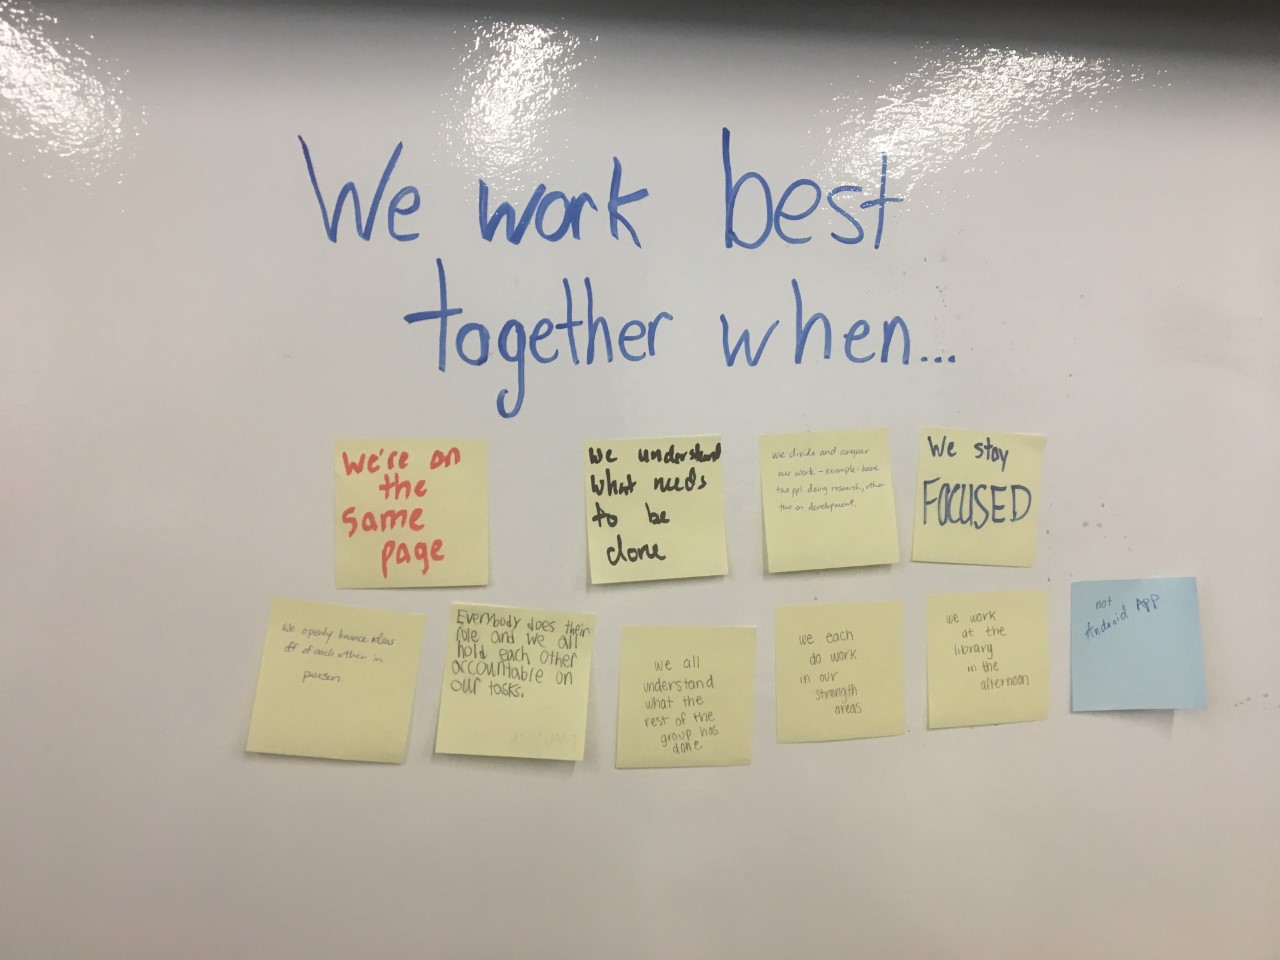 We work best
together when...
We're on
the
same
page
We understand
what needs
to be
done
we divide and conquer
our work - example: have
two ppl doing research, other
two on development.
We stay
FOCUSED
We openly bounce ideas
off of each other in
person
Everybody does their
role and we all
hold each other
accountable on
our tasks.
we all
understand
what the
rest of the
group has
done
we each
do work
in our
strength
areas
we work
at the
library
in the
afternoon
not
Android App